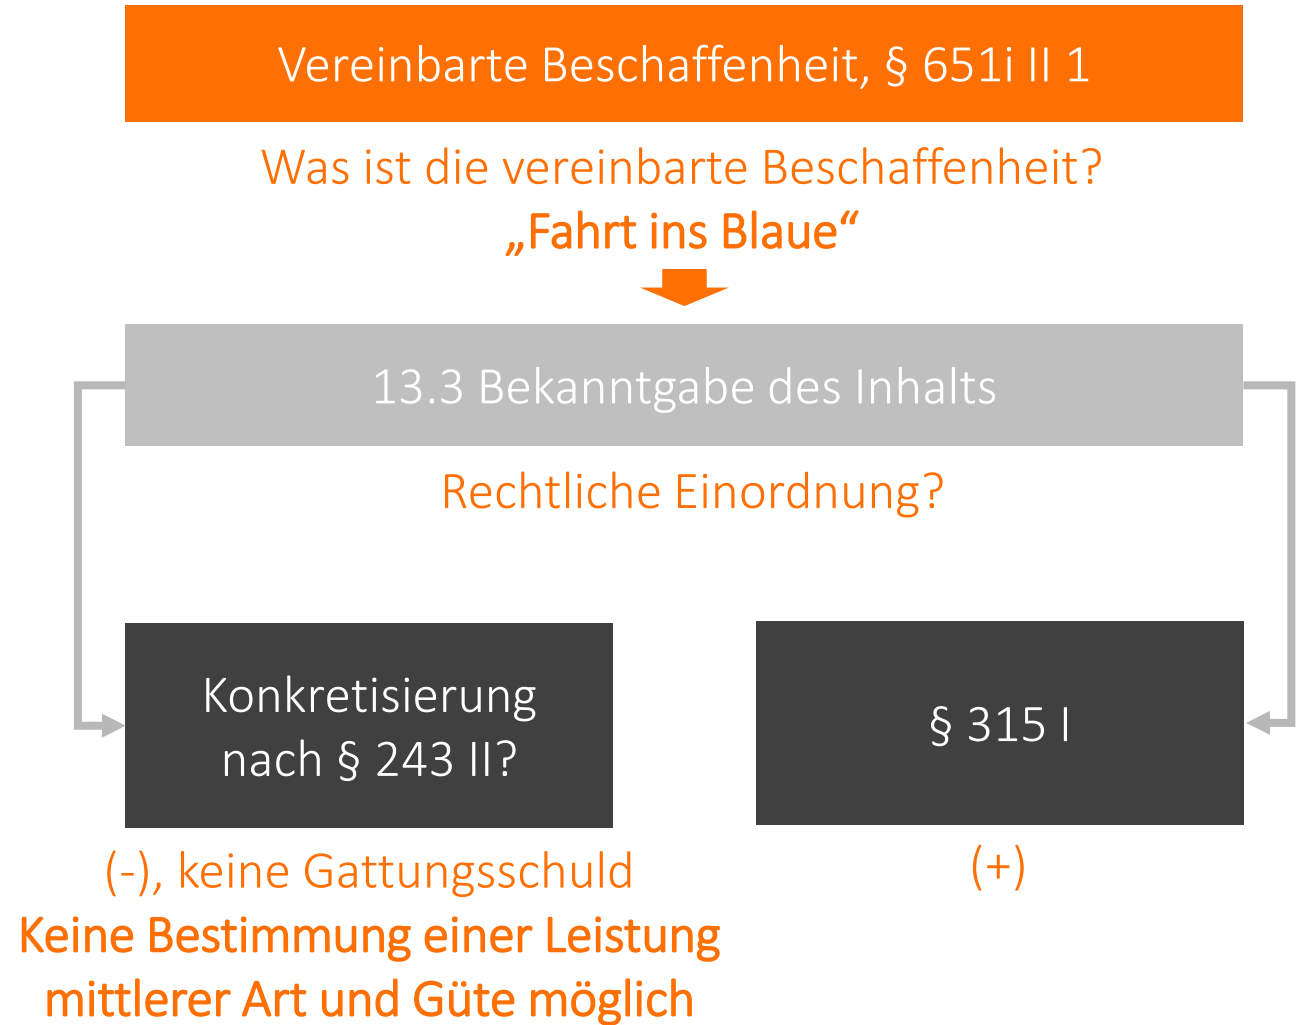 Vereinbarte Beschaffenheit, § 651i II 1
Was ist die vereinbarte Beschaffenheit?
„Fahrt ins Blaue“
13.3 Bekanntgabe des Inhalts
Rechtliche Einordnung?
Konkretisierung
nach § 243 II?
§ 315 I
(-), keine Gattungsschuld
Keine Bestimmung einer Leistung
mittlerer Art und Güte möglich
(+)